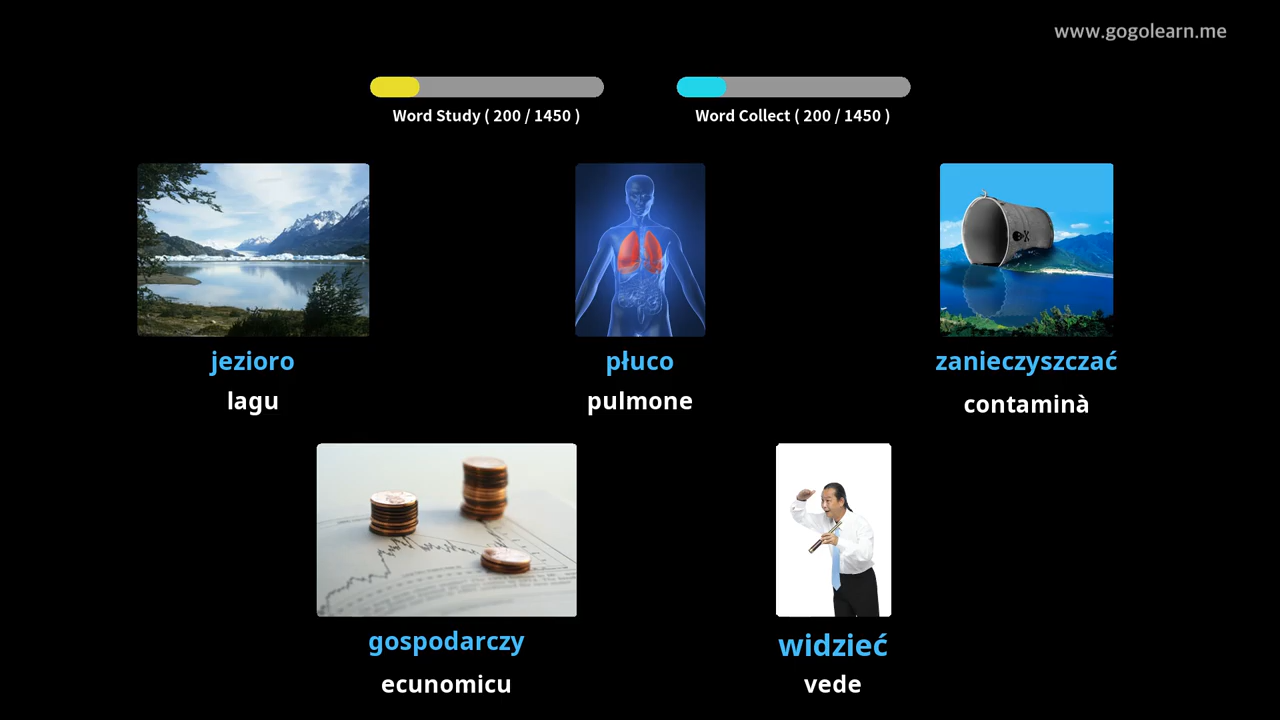 www.gogolearn.me
Word Study ( 200 / 1450 )
Word Collect ( 200 / 1450 )
jezioro
lagu
płuco
pulmone
zanieczyszczać
contaminà
gospodarczy
ecunomicu
widzieć
vede